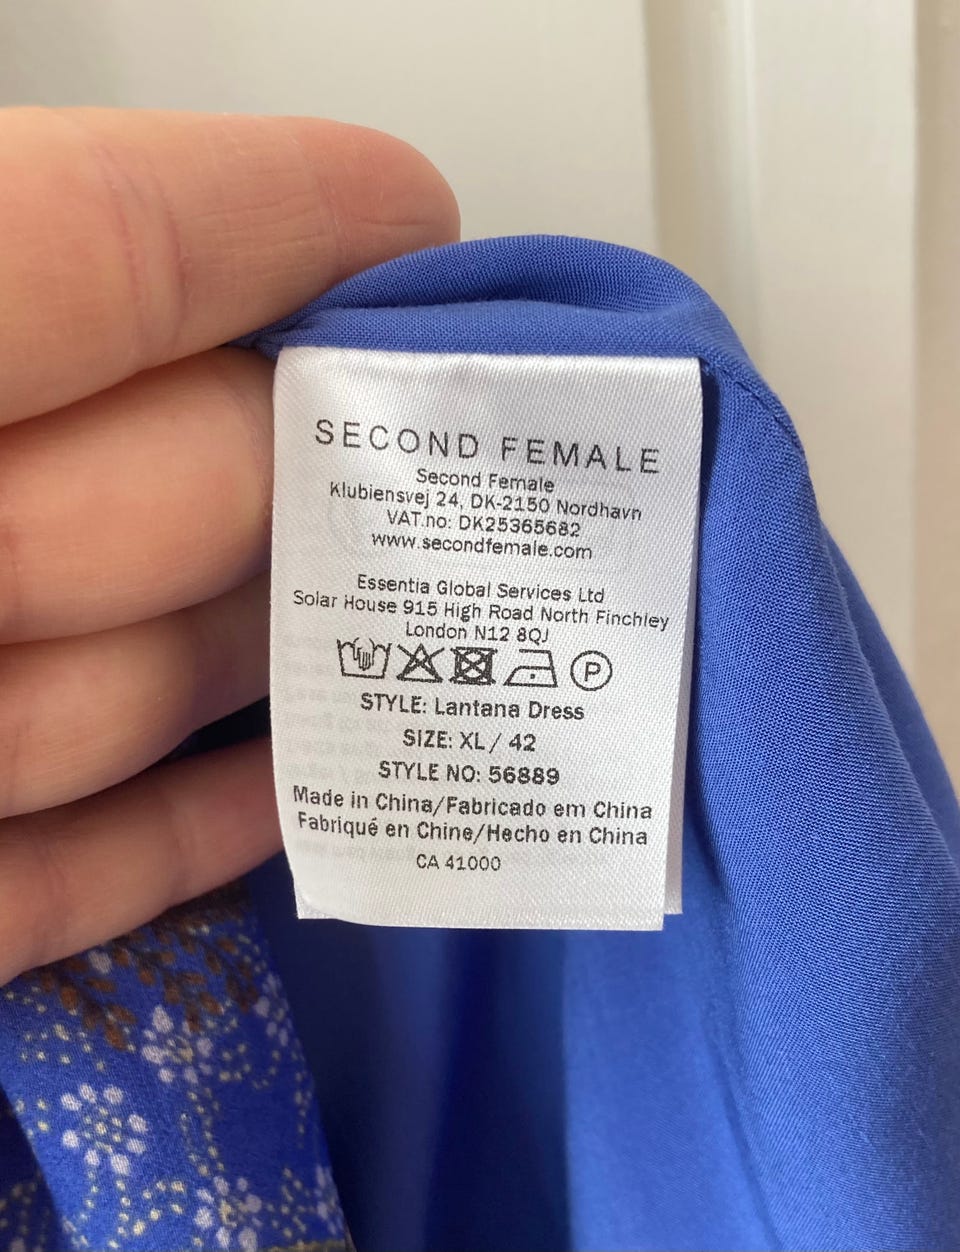 SECOND FEMALE
Second Female
Klubiensvej 24, DK-2150 Nordhavn
VAT.no: DK25365682
www.secondfemale.com
Essentia Global Services Ltd
Solar House 915 High Road North Finchley
London N12 8QJ
P
STYLE: Lantana Dress
SIZE: XL / 42
STYLE NO: 56889
Made in China/Fabricado em China
Fabriqué en Chine/Hecho en China
CA 41000